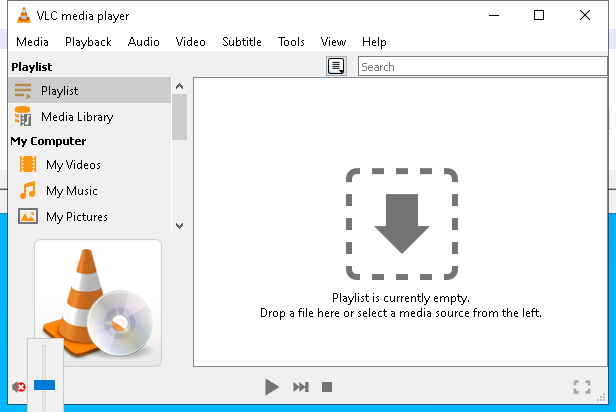 VLC media player
Media Playback Audio Video Subtitle Tools View Help
Playlist
Search
Playlist
Media Library
My Computer
My Videos
My Music
My Pictures
Playlist is currently empty.
Drop a file here or select a media source from the left.